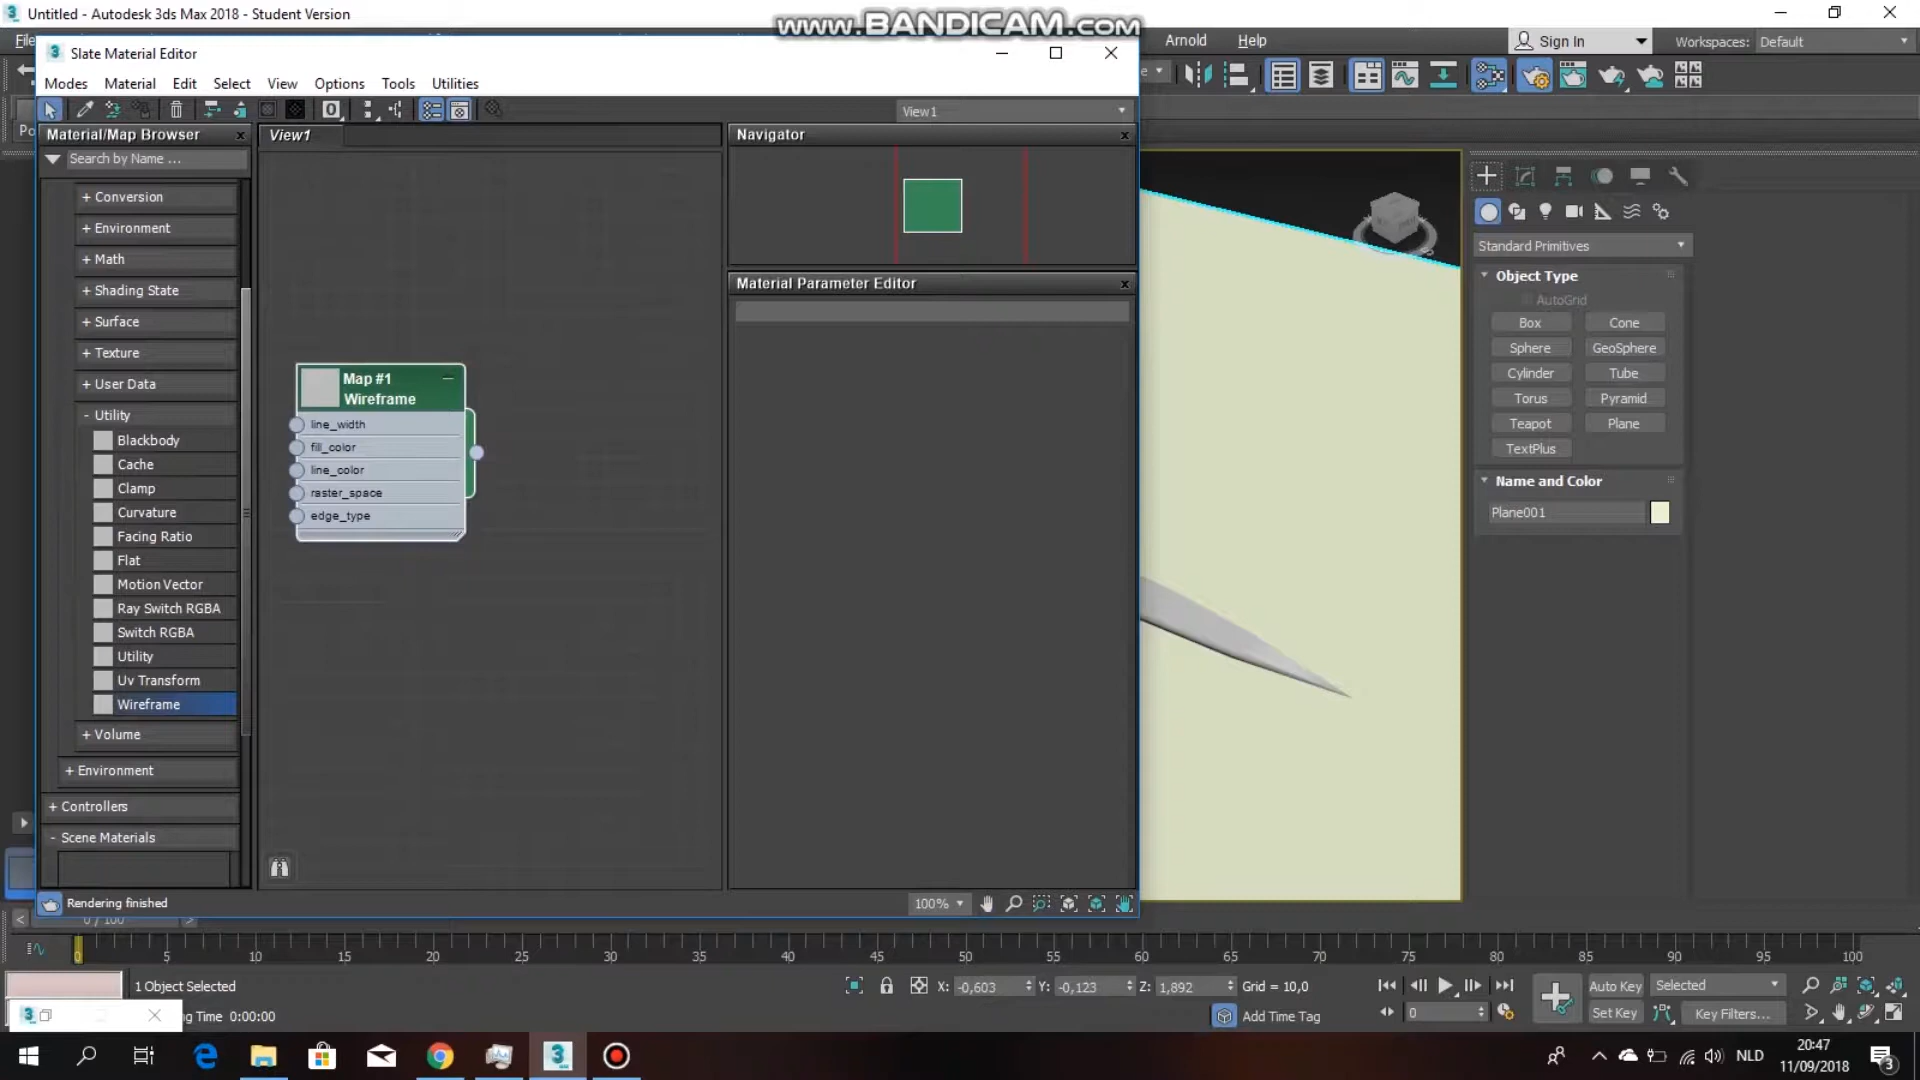 Untitled - Autodesk 3ds Max 2018 - Student Version
www.BANDICAM.com
Slate Material Editor
Arnold Help
Sign In
Workspaces: Default
Modes Material Edit Select View Options Tools Utilities
View1
Material/Map Browser
View1
Navigator
Search by Name ...
+ Conversion
+ Environment
+ Math
+ Shading State
+ Surface
+ Texture
+ User Data
- Utility
Blackbody
Cache
Clamp
Curvature
Facing Ratio
Flat
Motion Vector
Ray Switch RGBA
Switch RGBA
Utility
Uv Transform
Wireframe
+ Volume
+ Environment
+ Controllers
- Scene Materials
Map #1
Wireframe
line_width
fill_color
line_color
raster_space
edge_type
Material Parameter Editor
Rendering finished
100%
Standard Primitives
Object Type
AutoGrid
Box Cone
Sphere GeoSphere
Cylinder Tube
Torus Pyramid
Teapot Plane
TextPlus
Name and Color
Plane001
0 / 100
0 5 10 15 20 25 30 35 40 45 50 55 60 65 70 75 80 85 90 95 100
1 Object Selected
X: -0,603 Y: -0,123 Z: 1,892 Grid = 10,0
Auto Key Selected
Time 0:00:00
Add Time Tag
0
Set Key Key Filters...
NLD
20:47
11/09/2018
3